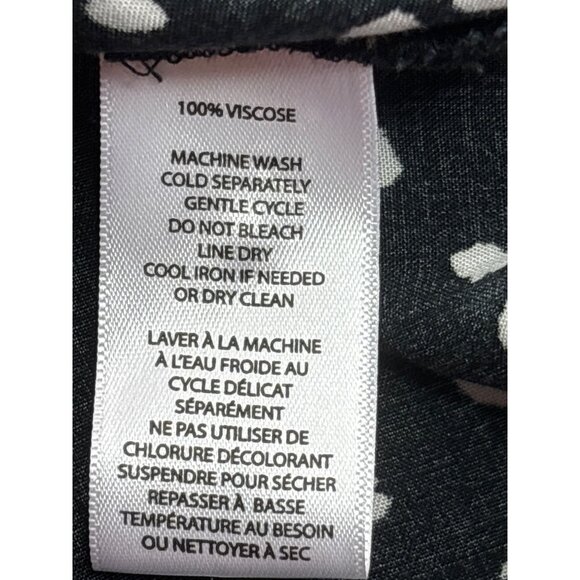 100% VISCOSE
MACHINE WASH
COLD SEPARATELY
GENTLE CYCLE
DO NOT BLEACH
LINE DRY
COOL IRON IF NEEDED
OR DRY CLEAN
LAVER À LA MACHINE
À L'EAU FROIDE AU
CYCLE DÉLICAT
SÉPARÉMENT
NE PAS UTILISER DE
CHLORURE DÉCOLORANT
SUSPENDRE POUR SÉCHER
REPASSER À BASSE
TEMPÉRATURE AU BESOIN
OU NETTOYER À SEC